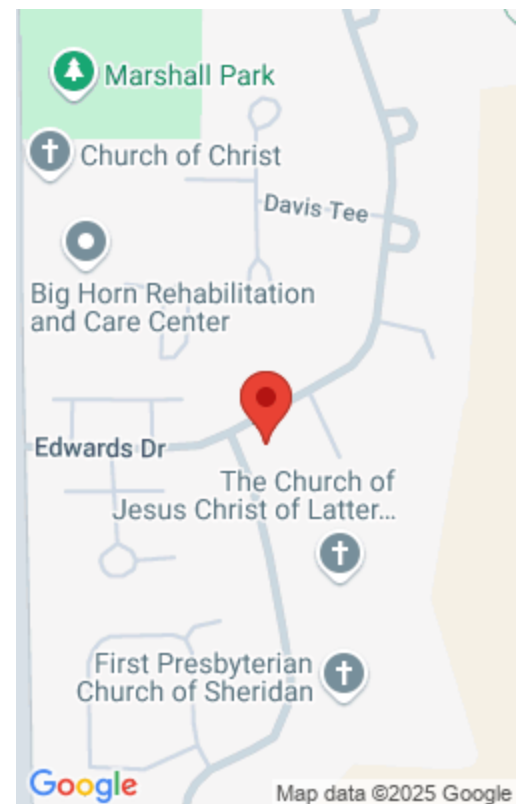 Marshall Park
Church of Christ
Davis Tee
Big Horn Rehabilitation
and Care Center
Edwards Dr
The Church of
Jesus Christ of Latter...
First Presbyterian
Church of Sheridan
Google
Map data ©2025 Google